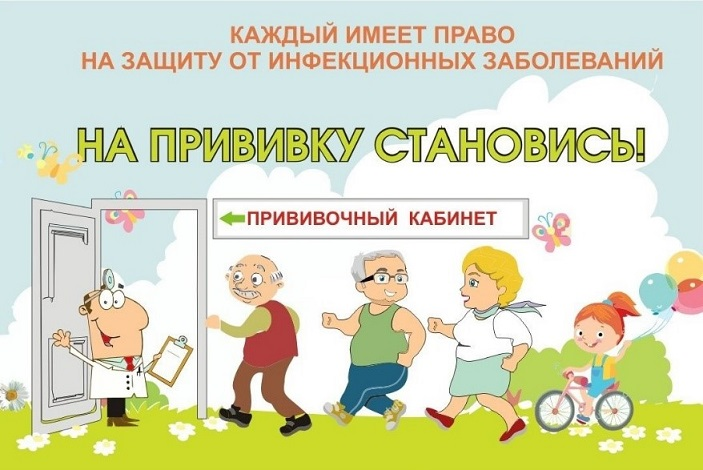 КАЖДЫЙ ИМЕЕТ ПРАВО
НА ЗАЩИТУ ОТ ИНФЕКЦИОННЫХ ЗАБОЛЕВАНИЙ
НА ПРИВИВКУ СТАНОВИСЬ!
ПРИВИВОЧНЫЙ КАБИНЕТ